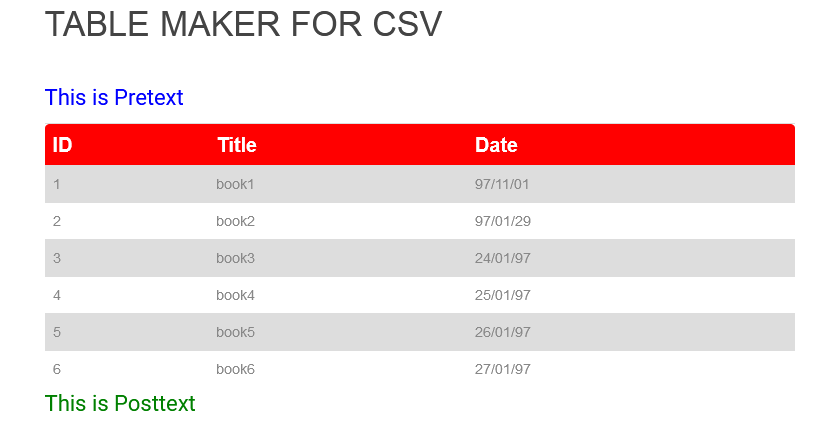 TABLE MAKER FOR CSV
This is Pretext
ID Title Date
1 book1 97/11/01
2 book2 97/01/29
3 book3 24/01/97
4 book4 25/01/97
5 book5 26/01/97
6 book6 27/01/97
This is Posttext